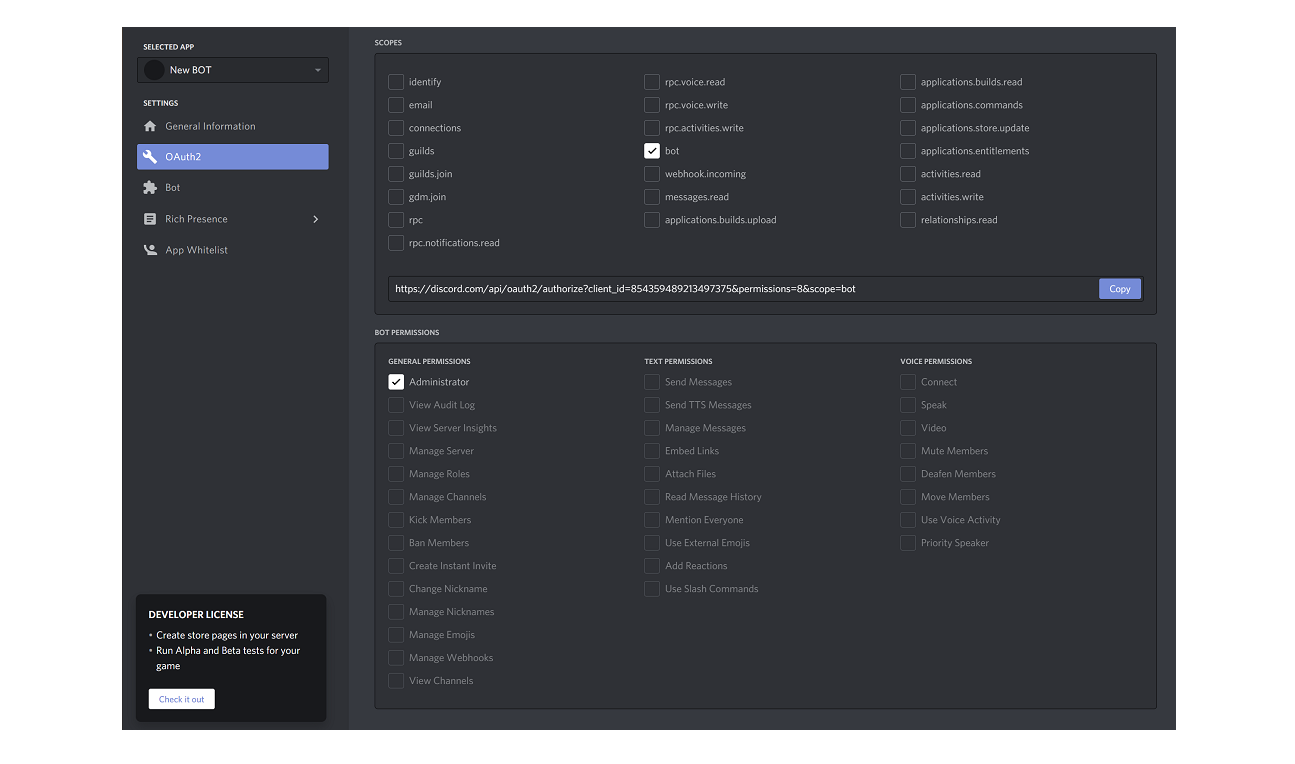 SELECTED APP
New BOT
SETTINGS
General Information
OAuth2
Bot
Rich Presence
App Whitelist
DEVELOPER LICENSE
• Create store pages in your server
• Run Alpha and Beta tests for your
game
Check it out
SCOPES
identify
email
connections
guilds
guilds.join
gdm.join
rpc
rpc.notifications.read
rpc.voice.read
rpc.voice.write
rpc.activities.write
bot
webhook.incoming
messages.read
applications.builds.upload
applications.builds.read
applications.commands
applications.store.update
applications.entitlements
activities.read
activities.write
relationships.read
https://discord.com/api/oauth2/authorize?client_id=854359489213497375&permissions=8&scope=bot
Copy
BOT PERMISSIONS
GENERAL PERMISSIONS
Administrator
View Audit Log
View Server Insights
Manage Server
Manage Roles
Manage Channels
Kick Members
Ban Members
Create Instant Invite
Change Nickname
Manage Nicknames
Manage Emojis
Manage Webhooks
View Channels
TEXT PERMISSIONS
Send Messages
Send TTS Messages
Manage Messages
Embed Links
Attach Files
Read Message History
Mention Everyone
Use External Emojis
Add Reactions
Use Slash Commands
VOICE PERMISSIONS
Connect
Speak
Video
Mute Members
Deafen Members
Move Members
Use Voice Activity
Priority Speaker